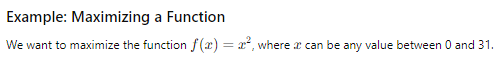 Example: Maximizing a Function
We want to maximize the function f(x) = x², where x can be any value between 0 and 31.